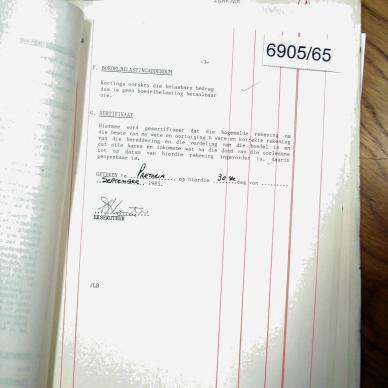 6905/65
-3-
F. BOEDELBELASTINGADDENDUM
Kortings oorskry die belasbare bedrag
dus is geen boedelbelasting betaalbaar
nie.
G. SERTIFIKAAT
Hiermee word gesertifiseer dat die bogemelde rekening na
die beste van my wete en oortuiging 'n ware en korrekte rekening
van die bereddering en die verdeling van die boedel is en
dat alle bates en inkomste wat na die dood van die oorledene
tot op datum van hierdie rekening ingevorder is, daarin
geopenbaar is.
GETEKEN te PRETORIA op hierdie 30 ste dag van
SEPTEMBER 1985.
EKSEKUTEUR
/LB